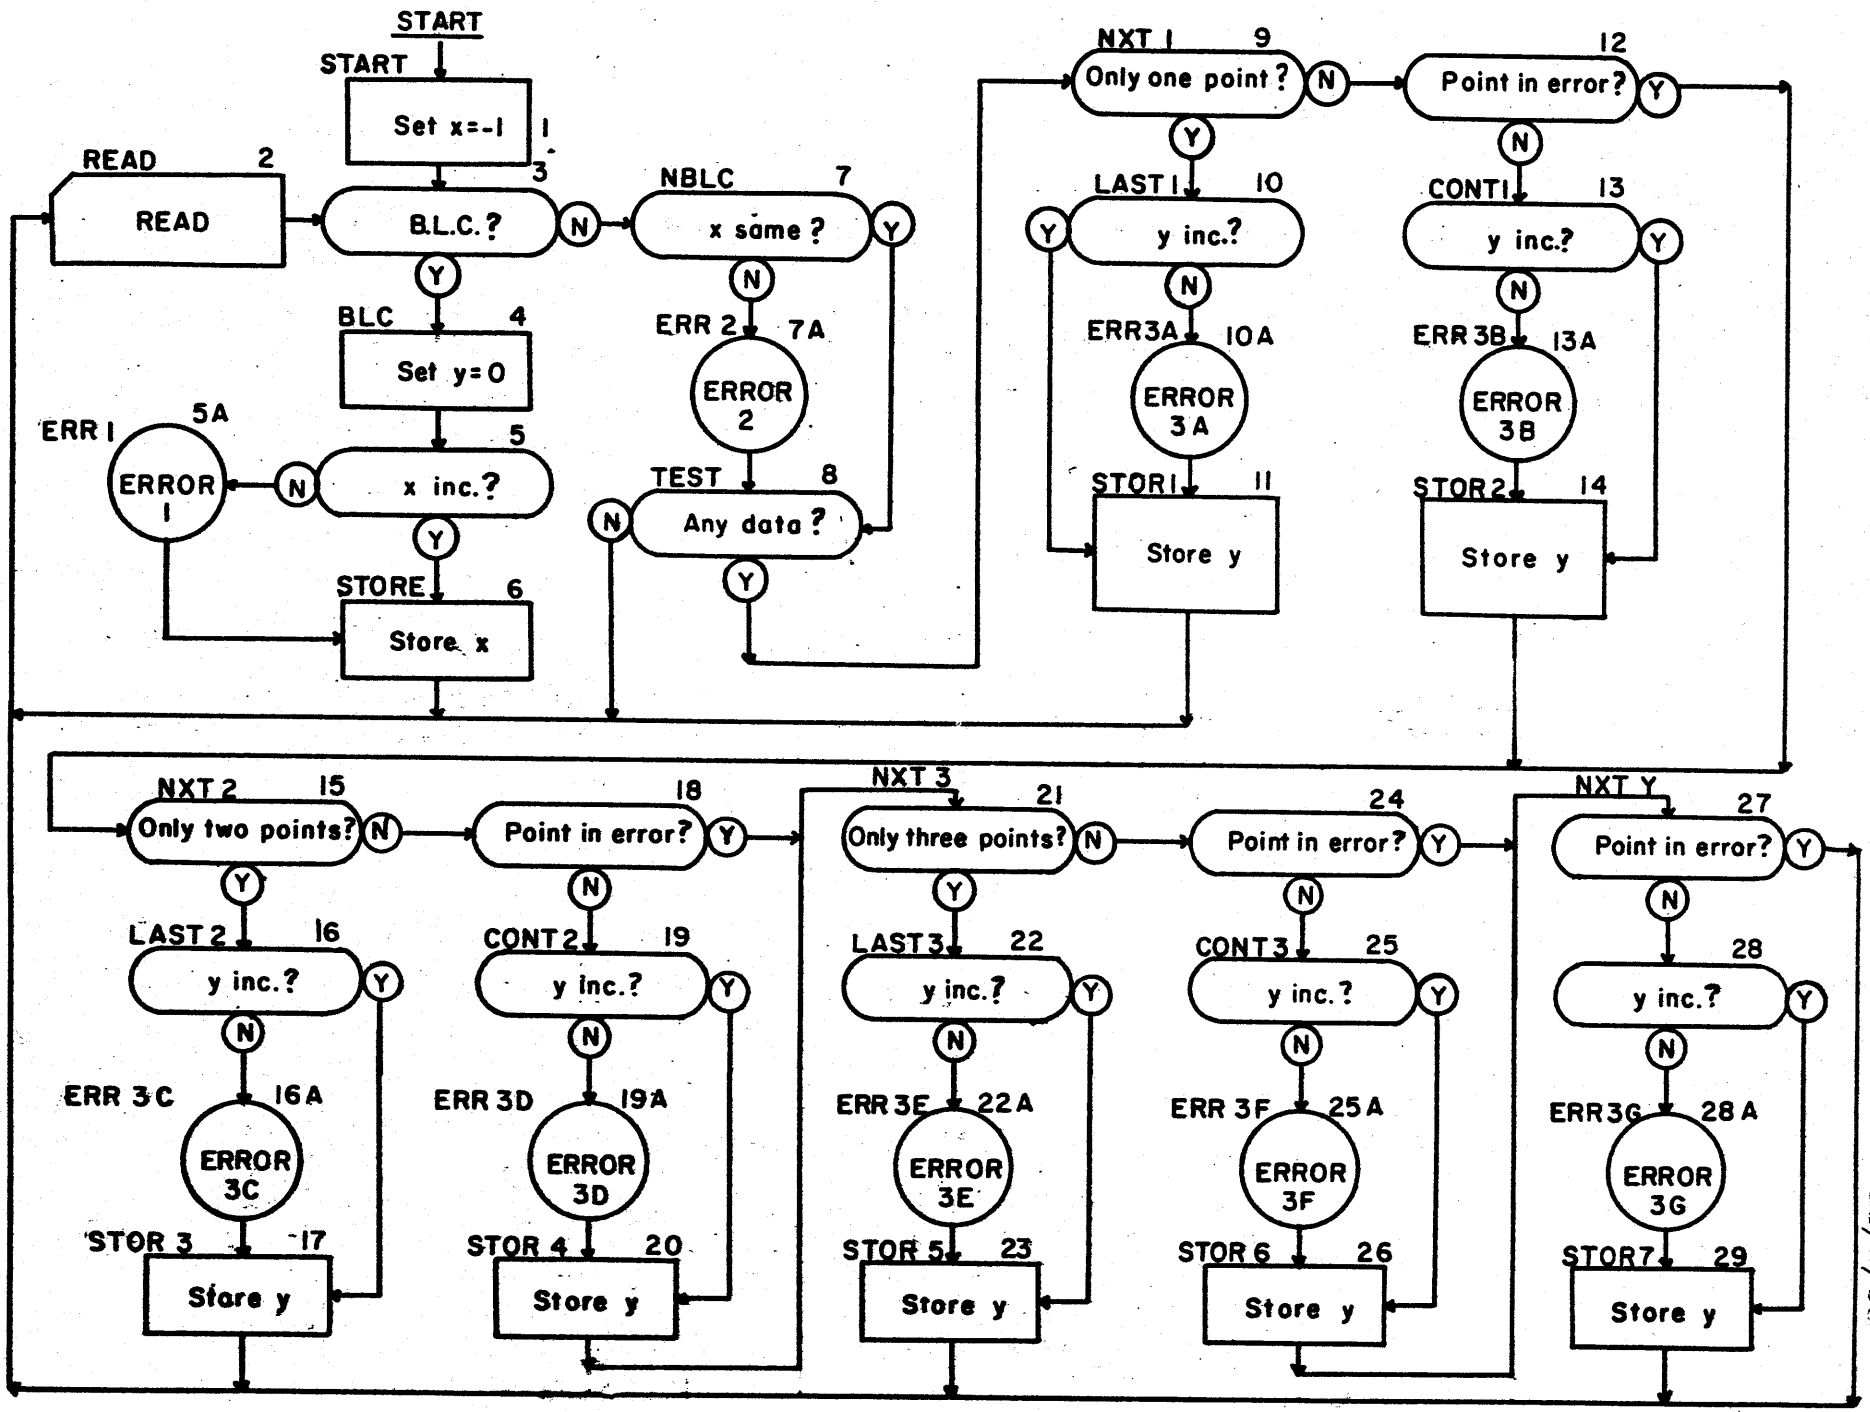 START
START
Set x=-1
1
READ
2
READ
3
B.L.C.?
N
Y
BLC
4
Set y=0
5A
ERR 1
ERROR
1
5
x inc.?
N
Y
STORE
6
Store x
NBLC
7
x same?
Y
N
ERR 2
7A
ERROR
2
TEST
8
Any data?
N
Y
NXT 1
9
Only one point?
N
Y
LAST 1
10
y inc.?
Y
N
ERR3A
10A
ERROR
3A
STOR1
11
Store y
12
Point in error?
Y
N
CONT1
13
y inc.?
Y
N
ERR 3B
13A
ERROR
3B
STOR 2
14
Store y
NXT 2
15
Only two points?
N
Y
LAST 2
16
y inc.?
Y
N
ERR 3C
16A
ERROR
3C
STOR 3
17
Store y
18
Point in error?
Y
N
CONT 2
19
y inc.?
Y
N
ERR 3D
19A
ERROR
3D
STOR 4
20
Store y
NXT 3
21
Only three points?
N
Y
LAST 3
22
y inc.?
Y
N
ERR 3E
22A
ERROR
3E
STOR 5
23
Store y
24
Point in error?
Y
N
CONT 3
25
y inc.?
Y
N
ERR 3F
25A
ERROR
3F
STOR 6
26
Store y
NXT Y
27
Point in error?
Y
N
28
y inc.?
Y
N
ERR3G
28A
ERROR
3G
STOR7
29
Store y